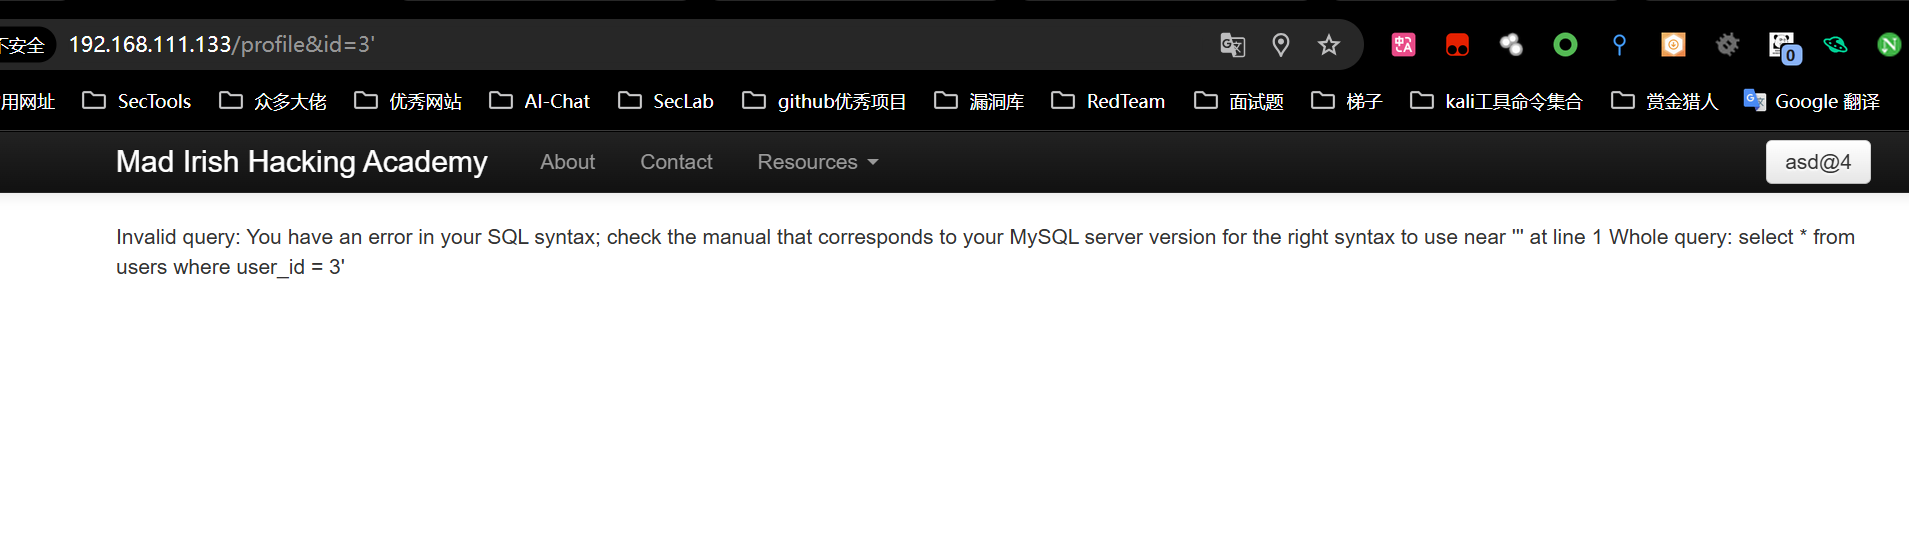 不安全 192.168.111.133/profile&id=3'
0
用网址 SecTools 众多大佬 优秀网站 AI-Chat SecLab github优秀项目 漏洞库 RedTeam 面试题 梯子 kali工具命令集合 赏金猎人 Google 翻译
Mad Irish Hacking Academy About Contact Resources asd@4
Invalid query: You have an error in your SQL syntax; check the manual that corresponds to your MySQL server version for the right syntax to use near ''' at line 1 Whole query: select * from
users where user_id = 3'